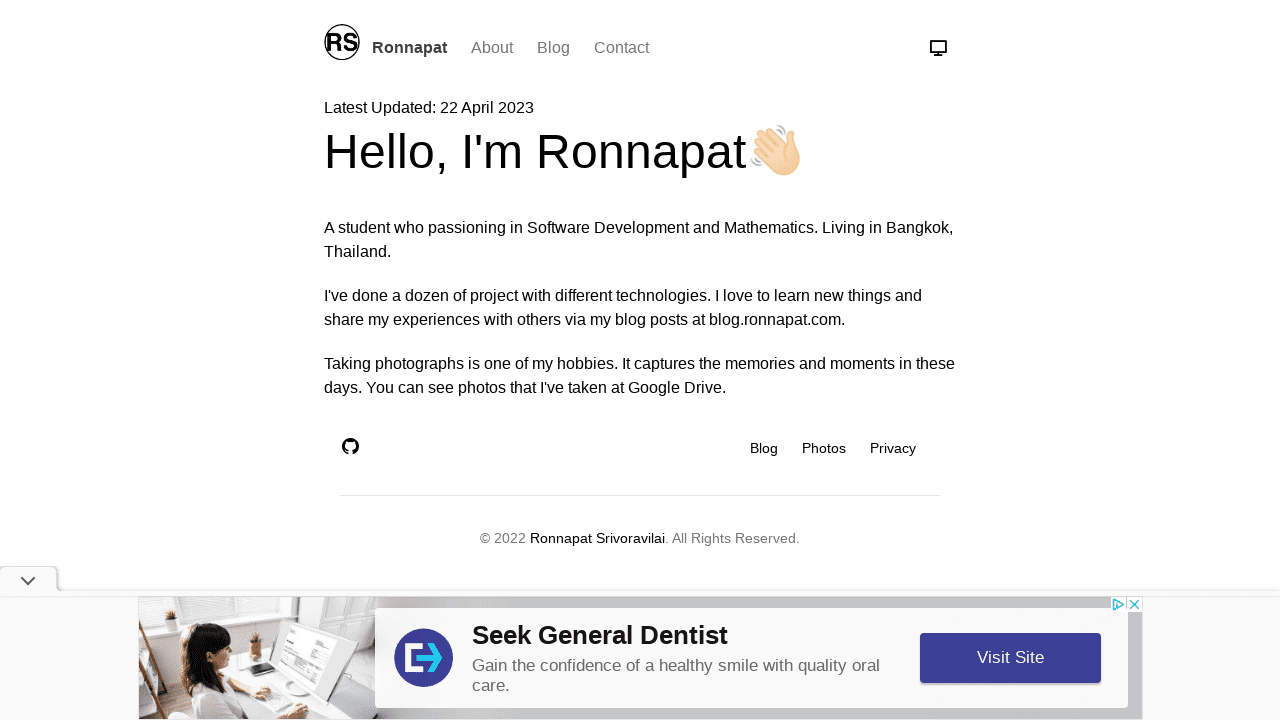 RS
Ronnapat About Blog Contact
Latest Updated: 22 April 2023
Hello, I'm Ronnapat👋🏼
A student who passioning in Software Development and Mathematics. Living in Bangkok,
Thailand.
I've done a dozen of project with different technologies. I love to learn new things and
share my experiences with others via my blog posts at blog.ronnapat.com.
Taking photographs is one of my hobbies. It captures the memories and moments in these
days. You can see photos that I've taken at Google Drive.
Blog Photos Privacy
© 2022 Ronnapat Srivoravilai. All Rights Reserved.
Seek General Dentist
Gain the confidence of a healthy smile with quality oral
care.
Visit Site